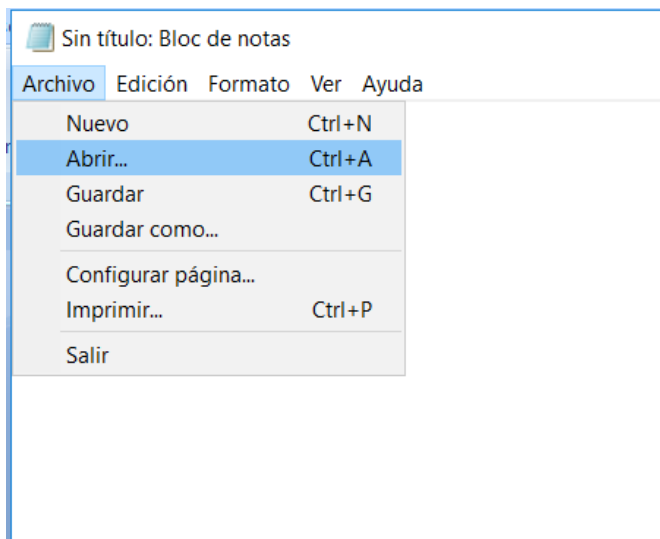 Sin título: Bloc de notas
Archivo Edición Formato Ver Ayuda
Nuevo Ctrl+N
Abrir... Ctrl+A
Guardar Ctrl+G
Guardar como...
Configurar página...
Imprimir... Ctrl+P
Salir